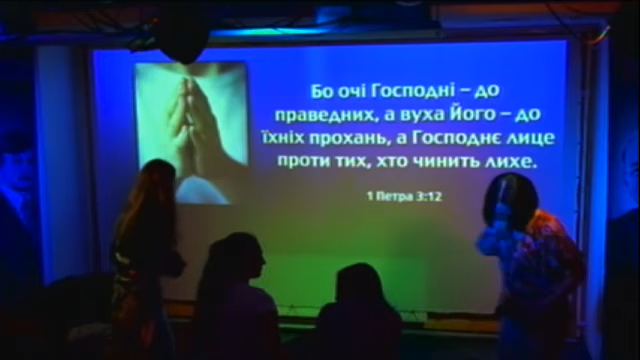 Бо очі Господні – до
праведних, а вуха Його – до
їхніх прохань, а Господнє лице
проти тих, хто чинить лихе.
1 Петра 3:12